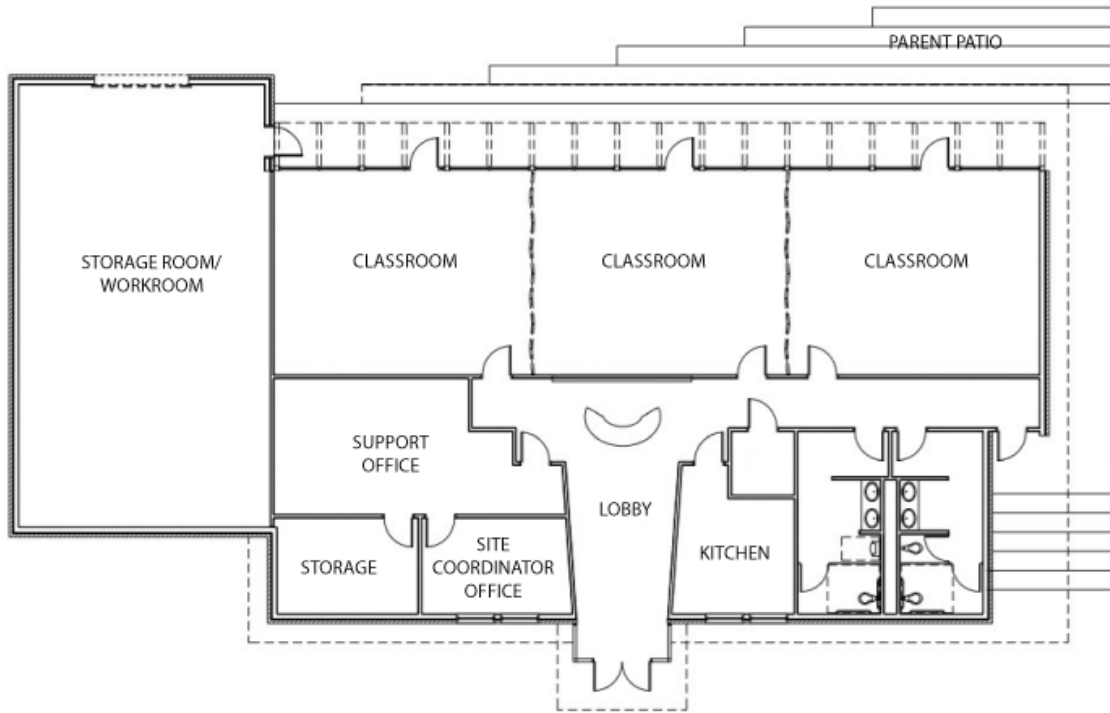 PARENT PATIO
STORAGE ROOM/
WORKROOM
CLASSROOM
CLASSROOM
CLASSROOM
SUPPORT
OFFICE
LOBBY
STORAGE
SITE
COORDINATOR
OFFICE
KITCHEN